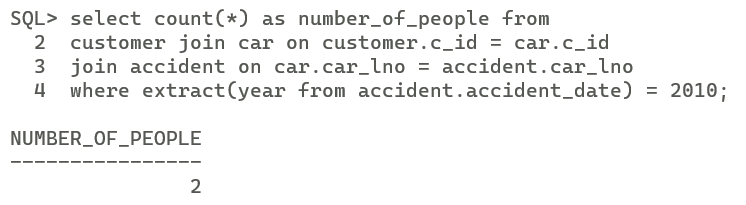 SQL> select count(*) as number_of_people from
2 customer join car on customer.c_id = car.c_id
3 join accident on car.car_lno = accident.car_lno
4 where extract(year from accident.accident_date) = 2010;
NUMBER_OF_PEOPLE
----------------
2